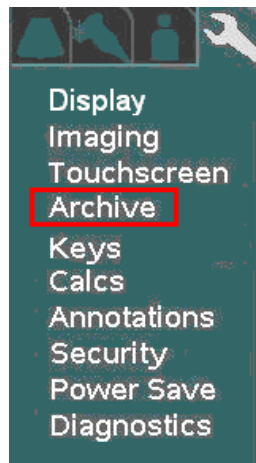 Display
Imaging
Touchscreen
Archive
Keys
Calcs
Annotations
Security
Power Save
Diagnostics